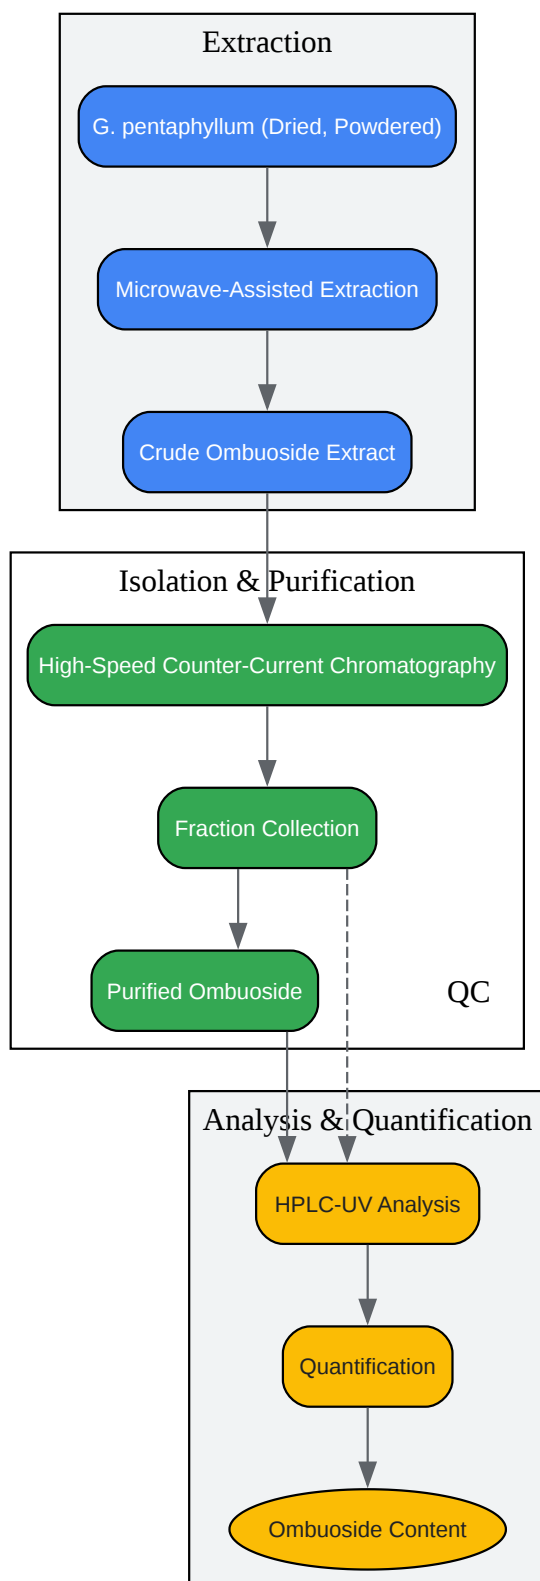 Extraction
G. pentaphyllum (Dried, Powdered)
Microwave-Assisted Extraction
Crude Ombuoside Extract
Isolation & Purification
High-Speed Counter-Current Chromatography
Fraction Collection
Purified Ombuoside
QC
Analysis & Quantification
HPLC-UV Analysis
Quantification
Ombuoside Content